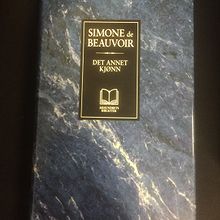 SIMONE de
BEAUVOIR
DET ANNET
KJØNN